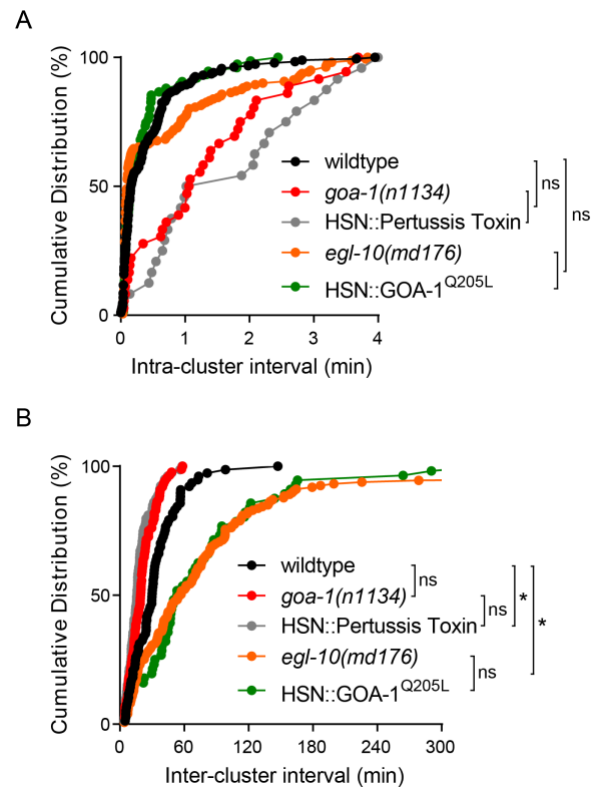 A
Cumulative Distribution (%)
100
50
0
wildtype
goa-1(n1134)
HSN::Pertussis Toxin
egl-10(md176)
HSN::GOA-1Q205L
ns
ns
0 1 2 3 4
Intra-cluster interval (min)
B
Cumulative Distribution (%)
100
50
0
wildtype
goa-1(n1134)
HSN::Pertussis Toxin
egl-10(md176)
HSN::GOA-1Q205L
ns
ns
*
*
ns
0 60 120 180 240 300
Inter-cluster interval (min)